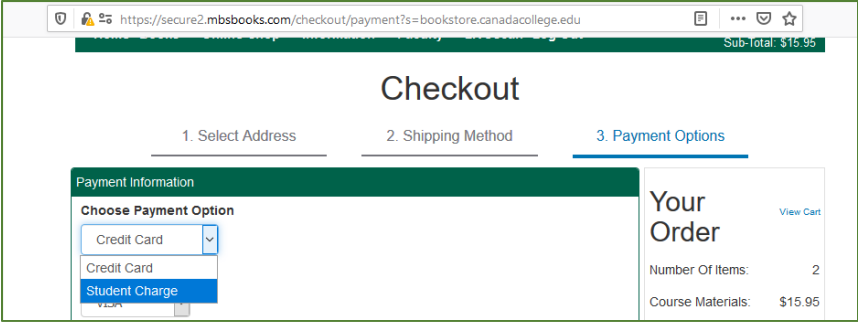 https://secure2.mbsbooks.com/checkout/payment?s=bookstore.canadacollege.edu
Sub-Total: $15.95
Checkout
1. Select Address
2. Shipping Method
3. Payment Options
Payment Information
Choose Payment Option
Credit Card
Credit Card
Student Charge
VISA
Your
Order
View Cart
Number Of Items: 2
Course Materials: $15.95